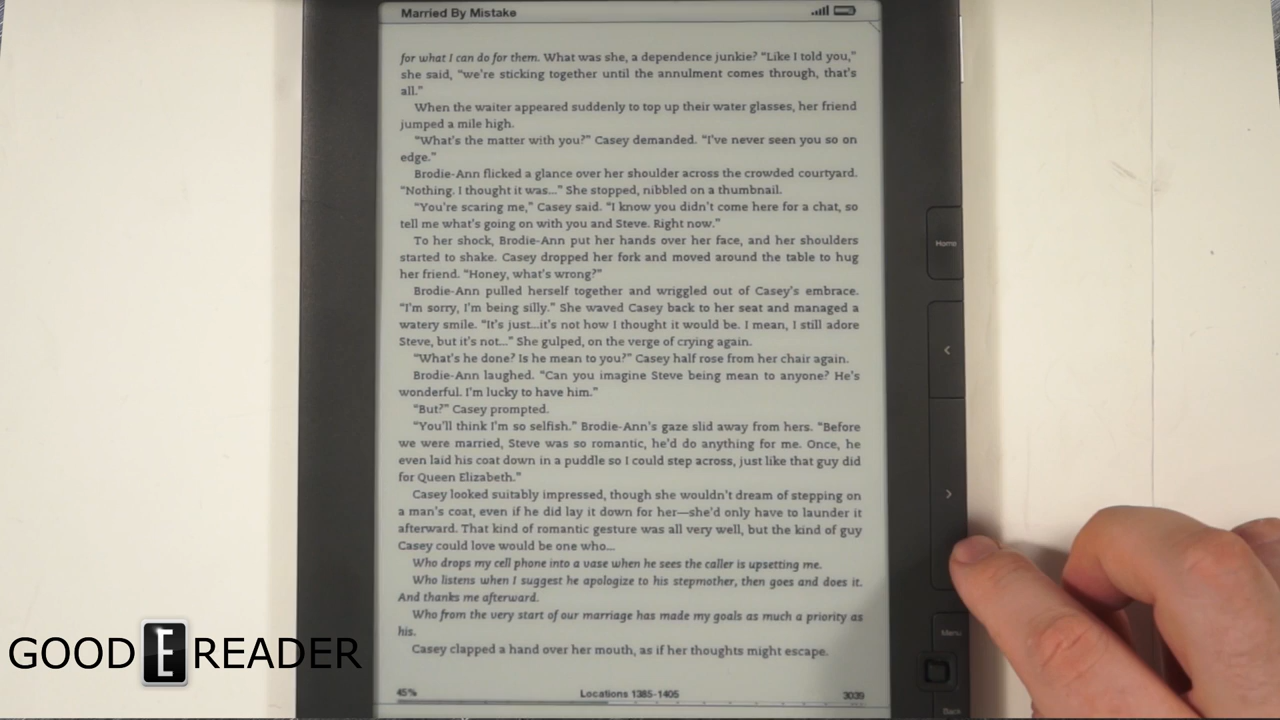 Married By Mistake
for what I can do for them. What was she, a dependence junkie? “Like I told you,”
she said, “we're sticking together until the annulment comes through, that's
all.”
When the waiter appeared suddenly to top up their water glasses, her friend
jumped a mile high.
“What's the matter with you?” Casey demanded. “I've never seen you so on
edge.”
Brodie-Ann flicked a glance over her shoulder across the crowded courtyard.
“Nothing. I thought it was...” She stopped, nibbled on a thumbnail.
“You're scaring me,” Casey said. “I know you didn't come here for a chat, so
tell me what's going on with you and Steve. Right now.”
To her shock, Brodie-Ann put her hands over her face, and her shoulders
started to shake. Casey dropped her fork and moved around the table to hug
her friend. “Honey, what's wrong?”
Brodie-Ann pulled herself together and wriggled out of Casey's embrace.
“I'm sorry, I'm being silly.” She waved Casey back to her seat and managed a
watery smile. “It's just...it's not how I thought it would be. I mean, I still adore
Steve, but it's not...” She gulped, on the verge of crying again.
“What's he done? Is he mean to you?” Casey half rose from her chair again.
Brodie-Ann laughed. “Can you imagine Steve being mean to anyone? He's
wonderful. I'm lucky to have him.”
“But?” Casey prompted.
“You'll think I'm so selfish.” Brodie-Ann's gaze slid away from hers. “Before
we were married, Steve was so romantic, he'd do anything for me. Once, he
even laid his coat down in a puddle so I could step across, just like that guy did
for Queen Elizabeth.”
Casey looked suitably impressed, though she wouldn't dream of stepping on
a man's coat, even if he did lay it down for her—she'd only have to launder it
afterward. That kind of romantic gesture was all very well, but the kind of guy
Casey could love would be one who...
Who drops my cell phone into a vase when he sees the caller is upsetting me.
Who listens when I suggest he apologize to his stepmother, then goes and does it.
And thanks me afterward.
Who from the very start of our marriage has made my goals as much a priority as
his.
Casey clapped a hand over her mouth, as if her thoughts might escape.
45% Locations 1385-1405 3039
Home
<
>
Menu
Back
GOOD E READER